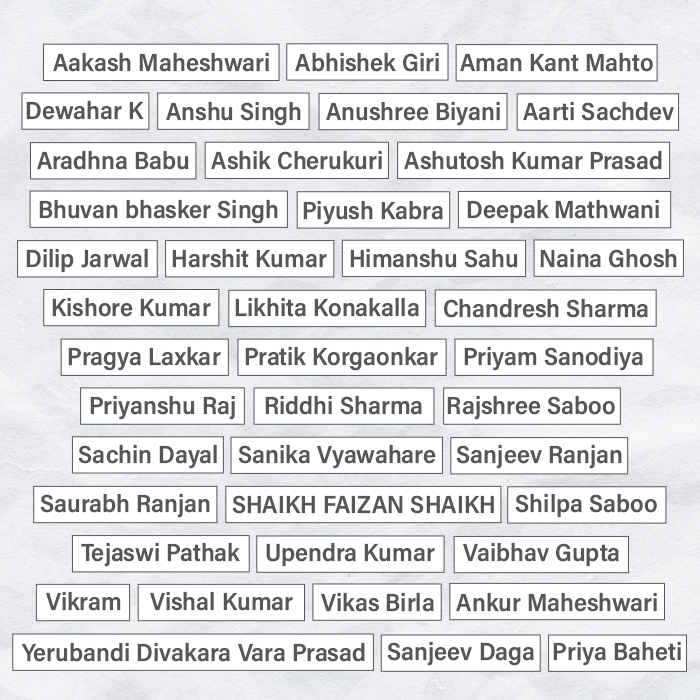 Aakash Maheshwari Abhishek Giri Aman Kant Mahto
Dewahar K Anshu Singh Anushree Biyani Aarti Sachdev
Aradhna Babu Ashik Cherukuri Ashutosh Kumar Prasad
Bhuvan bhasker Singh Piyush Kabra Deepak Mathwani
Dilip Jarwal Harshit Kumar Himanshu Sahu Naina Ghosh
Kishore Kumar Likhita Konakalla Chandresh Sharma
Pragya Laxkar Pratik Korgaonkar Priyam Sanodiya
Priyanshu Raj Riddhi Sharma Rajshree Saboo
Sachin Dayal Sanika Vyawahare Sanjeev Ranjan
Saurabh Ranjan SHAIKH FAIZAN SHAIKH Shilpa Saboo
Tejaswi Pathak Upendra Kumar Vaibhav Gupta
Vikram Vishal Kumar Vikas Birla Ankur Maheshwari
Yerubandi Divakara Vara Prasad Sanjeev Daga Priya Baheti